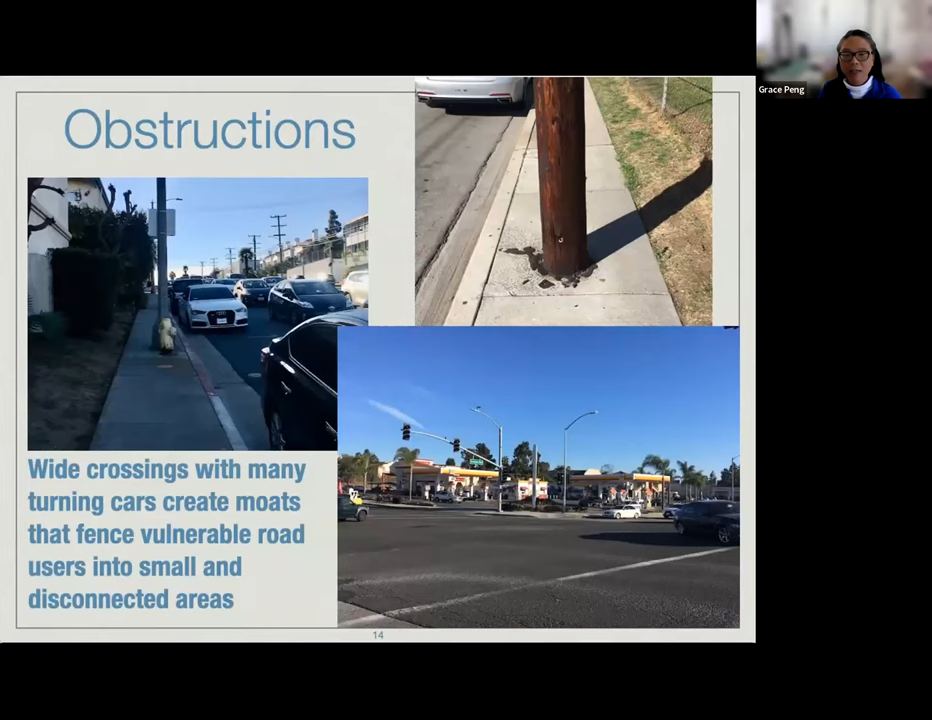 Grace Peng
Obstructions
Wide crossings with many
turning cars create moats
that fence vulnerable road
users into small and
disconnected areas
14